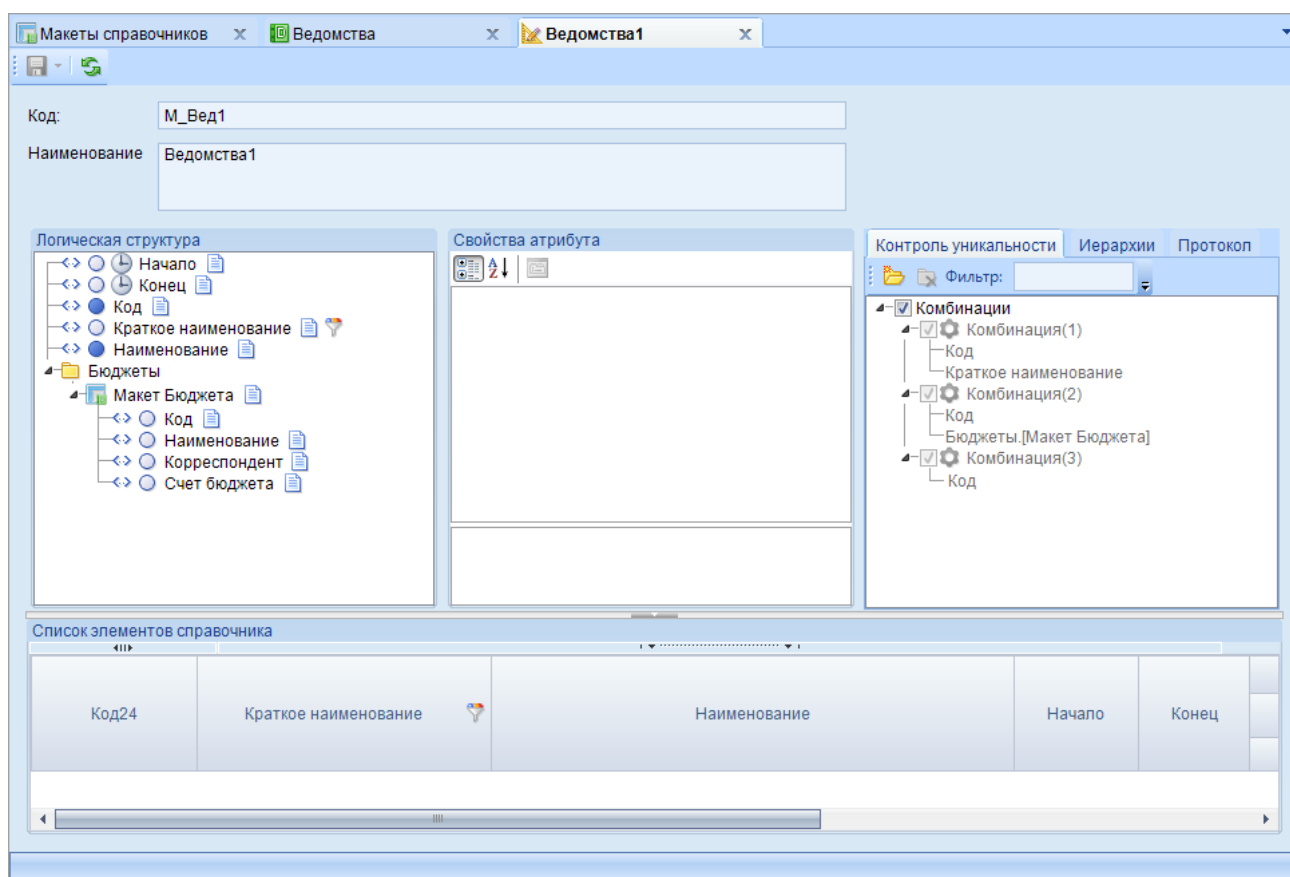 Макеты справочников x Ведомства x Ведомства1 x
Код: М_Вед1
Наименование Ведомства1
Логическая структура
Начало
Конец
Код
Краткое наименование
Наименование
Бюджеты
Макет Бюджета
Код
Наименование
Корреспондент
Счет бюджета
Свойства атрибута
Контроль уникальности Иерархии Протокол
Фильтр:
Комбинации
Комбинация(1)
Код
Краткое наименование
Комбинация(2)
Код
Бюджеты.[Макет Бюджета]
Комбинация(3)
Код
Список элементов справочника
Код24 Краткое наименование Наименование Начало Конец